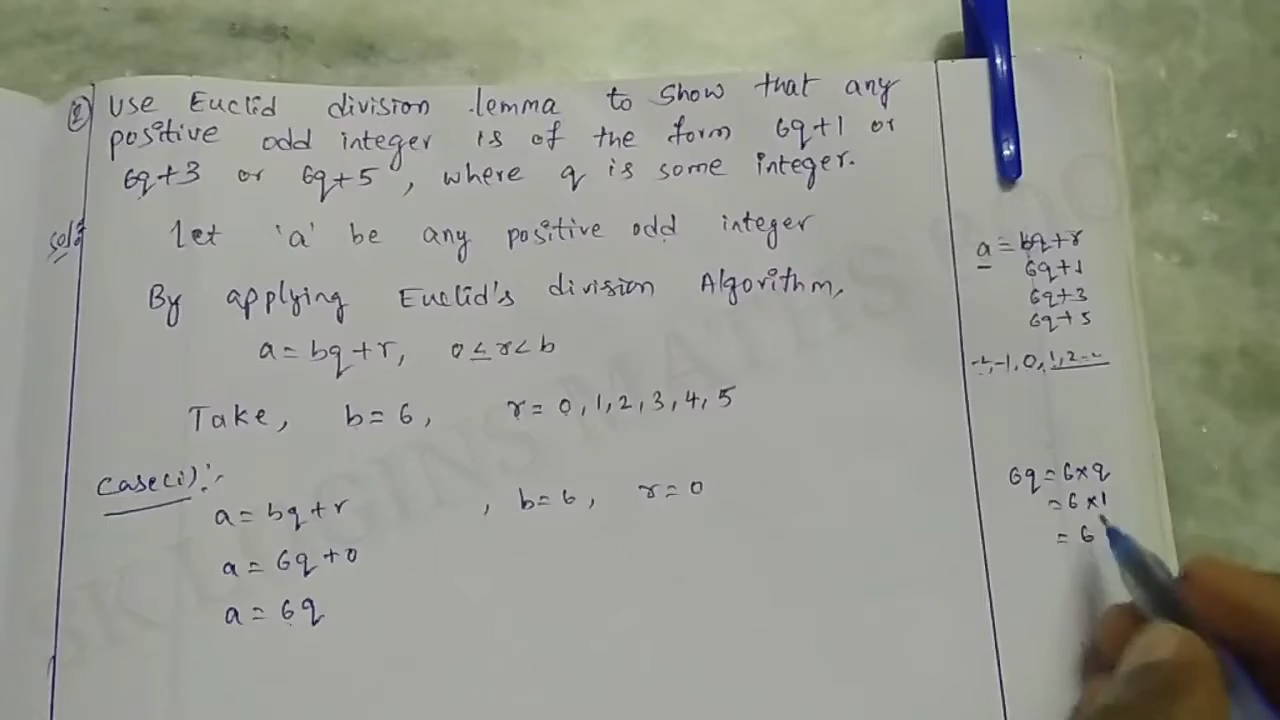 ② Use Euclid division lemma to show that any
positive odd integer is of the form 6q+1 or
6q+3 or 6q+5, where q is some integer.
Let 'a' be any positive odd integer
By applying Euclid's division Algorithm,
a = bq + r, 0 ≤ r < b
Take, b = 6, r = 0, 1, 2, 3, 4, 5
Case(i):-
a = bq + r , b = 6, r = 0
a = 6q + 0
a = 6q
a = bq + r
6q + 1
6q + 3
6q + 5
-1, 0, 1, 2 --
6q = 6 × q
= 6 × 1
= 6